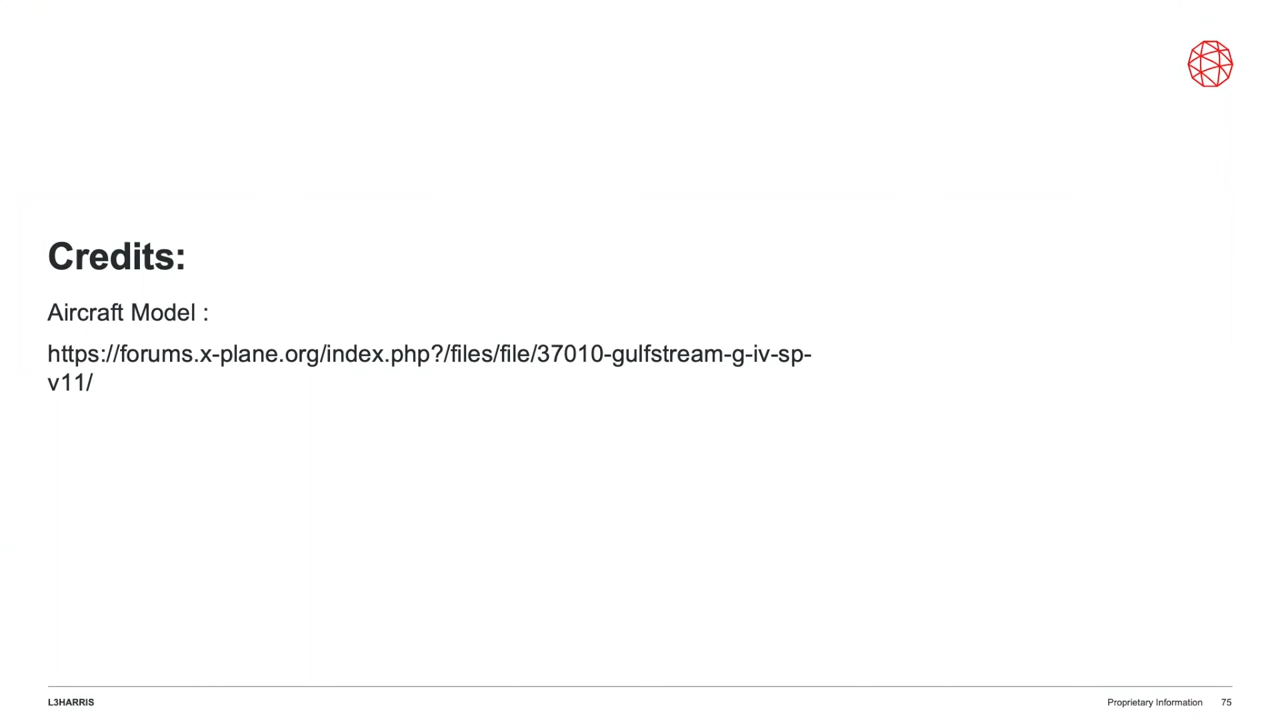 Credits:
Aircraft Model :
https://forums.x-plane.org/index.php?/files/file/37010-gulfstream-g-iv-sp-
v11/
L3HARRIS
Proprietary Information 75